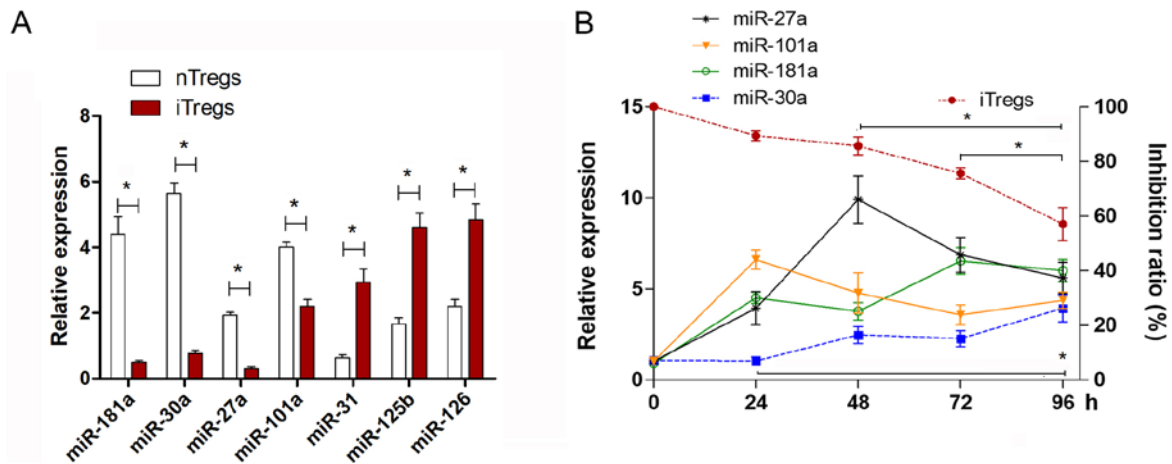 A
nTregs
iTregs
Relative expression
8
6
4
2
0
* * * * * * *
miR-181a
miR-30a
miR-27a
miR-101a
miR-31
miR-125b
miR-126
B
miR-27a
miR-101a
miR-181a
miR-30a
iTregs
Relative expression
15
10
5
0
*
*
*
100
80
60
40
20
0
Inhibition ratio (%)
0 24 48 72 96 h